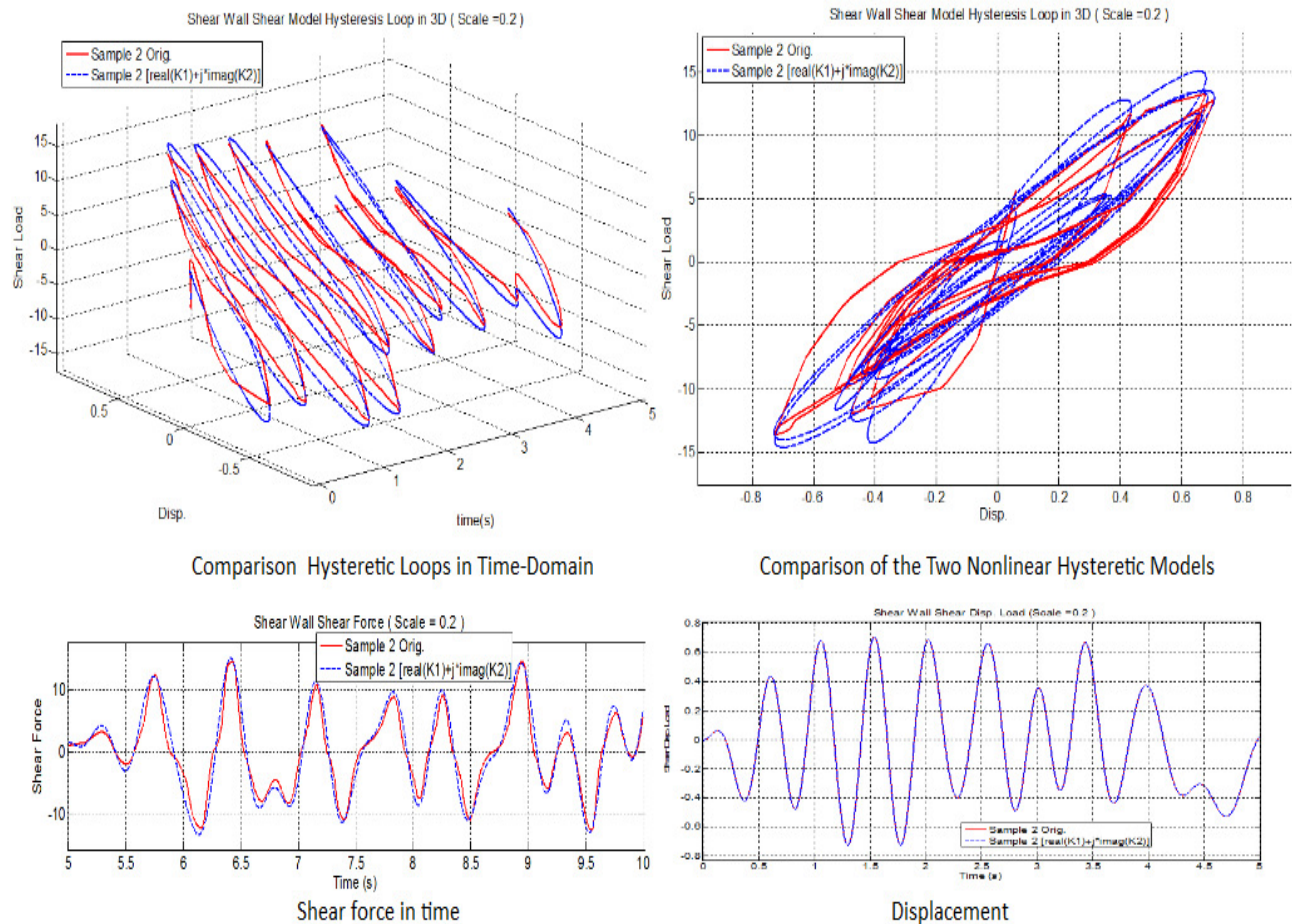 Shear Wall Shear Model Hysteresis Loop in 3D ( Scale =0.2 )
Sample 2 Orig.
Sample 2 [real(K1)+j*imag(K2)]
15
10
5
0
-5
-10
-15
Shear Load
0.5
0
-0.5
Disp.
0
1
2
3
4
5
time(s)
Comparison Hysteretic Loops in Time-Domain
Shear Wall Shear Model Hysteresis Loop in 3D ( Scale =0.2 )
Sample 2 Orig.
Sample 2 [real(K1)+j*imag(K2)]
15
10
5
0
-5
-10
-15
Shear Load
-0.8
-0.6
-0.4
-0.2
0
0.2
0.4
0.6
0.8
Disp.
Comparison of the Two Nonlinear Hysteretic Models
Shear Wall Shear Force ( Scale = 0.2 )
Sample 2 Orig.
Sample 2 [real(K1)+j*imag(K2)]
10
0
-10
Shear Force
5
5.5
6
6.5
7
7.5
8
8.5
9
9.5
10
Time (s)
Shear force in time
Shear Wall Shear Disp. Load (Scale =0.2 )
0.8
0.6
0.4
0.2
0
-0.2
-0.4
-0.6
-0.8
Shear Disp.Load
Sample 2 Orig.
Sample 2 [real(K1)+j*imag(K2)]
0
0.5
1
1.5
2
2.5
3
3.5
4
4.5
5
Time (s)
Displacement